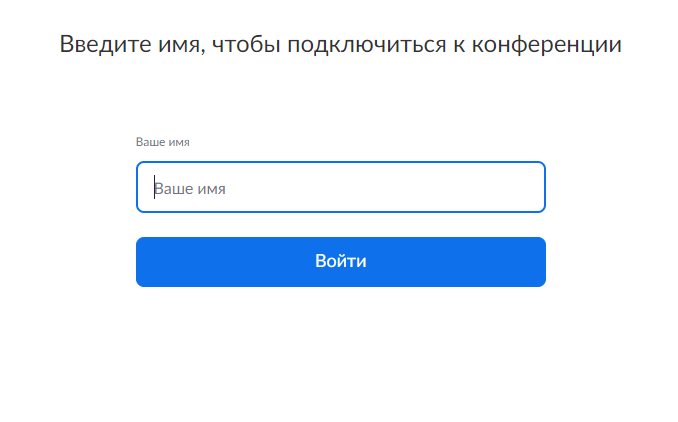 Введите имя, чтобы подключиться к конференции
Ваше имя
Ваше имя
Войти